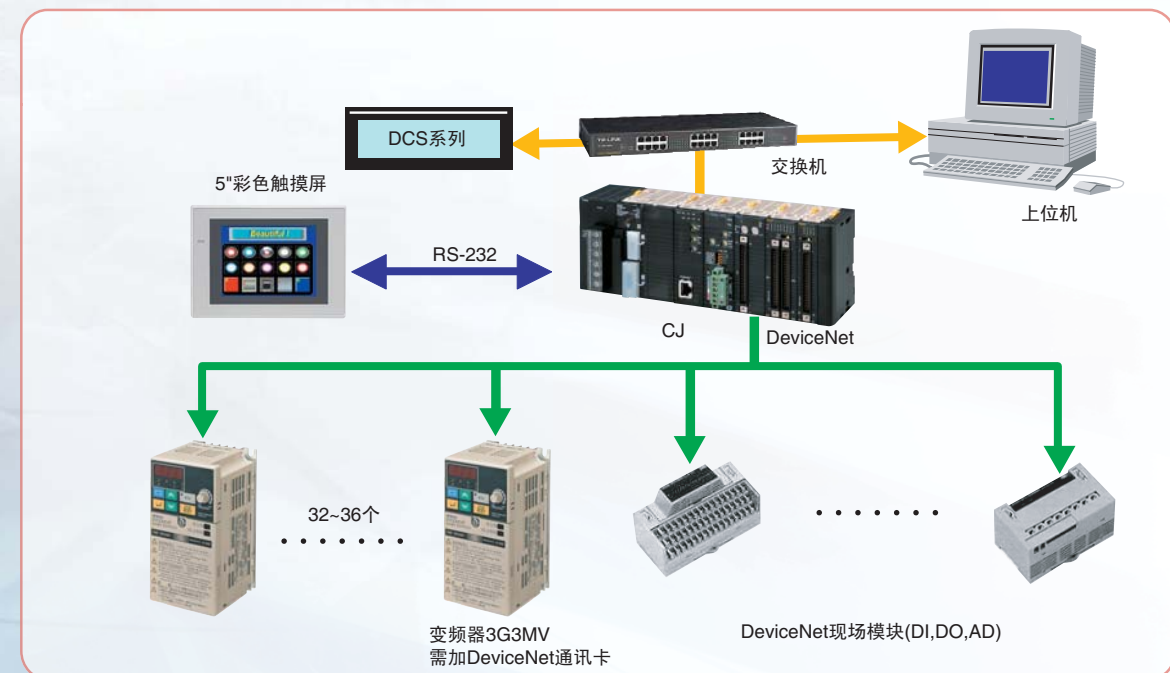 DCS系列
TP-LINK
交换机
上位机
5"彩色触摸屏
Beautiful!
RS-232
CJ
DeviceNet
32~36个
变频器3G3MV
需加DeviceNet通讯卡
DeviceNet现场模块(DI,DO,AD)